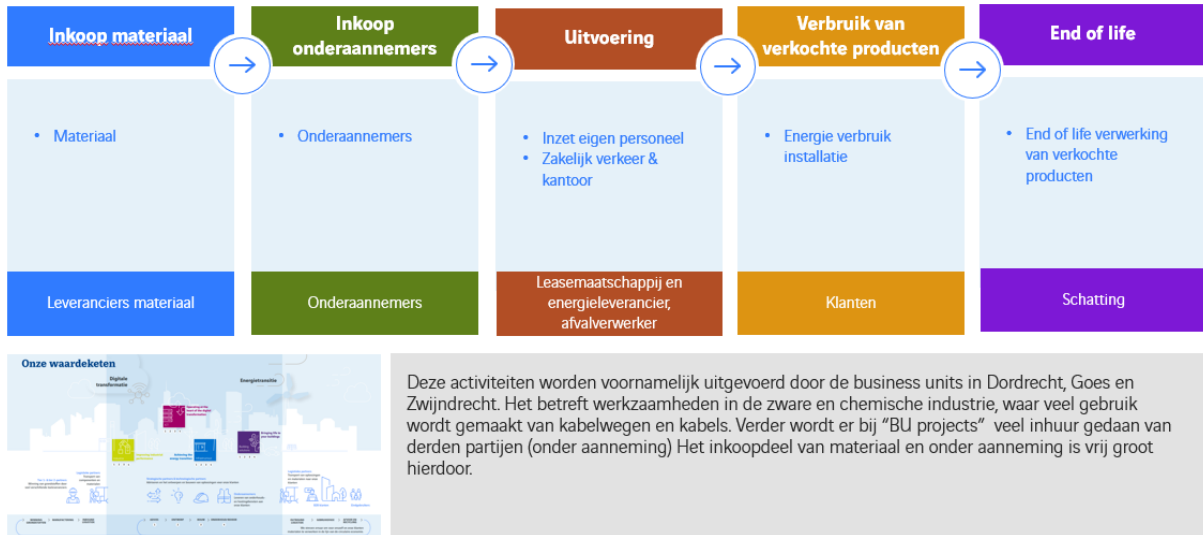 Inkoop materiaal
Inkoop
onderaannemers
Uitvoering
Verbruik van
verkochte producten
End of life
• Materiaal
• Onderaannemers
• Inzet eigen personeel
• Zakelijk verkeer &
kantoor
• Energie verbruik
installatie
• End of life verwerking
van verkochte
producten
Leveranciers materiaal
Onderaannemers
Leasemaatschappij en
energieleverancier,
afvalverwerker
Klanten
Schatting
Onze waardeketen
Digitale
transformatie
Energietransitie
Deze activiteiten worden voornamelijk uitgevoerd door de business units in Dordrecht, Goes en
Zwijndrecht. Het betreft werkzaamheden in de zware en chemische industrie, waar veel gebruik
wordt gemaakt van kabelwegen en kabels. Verder wordt er bij “BU projects” veel inhuur gedaan van
derden partijen (onder aanneming) Het inkoopdeel van materiaal en onder aanneming is vrij groot
hierdoor.